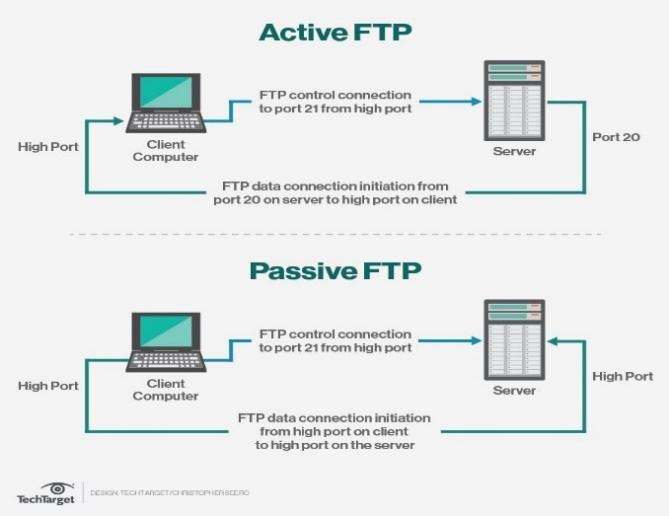 Active FTP
FTP control connection
to port 21 from high port
High Port
Client
Computer
Server
Port 20
FTP data connection initiation from
port 20 on server to high port on client
Passive FTP
FTP control connection
to port 21 from high port
High Port
Client
Computer
Server
High Port
FTP data connection initiation
from high port on client
to high port on the server
TechTarget
DESIGN: TECHTARGET/CHRISTOPHER SEERO